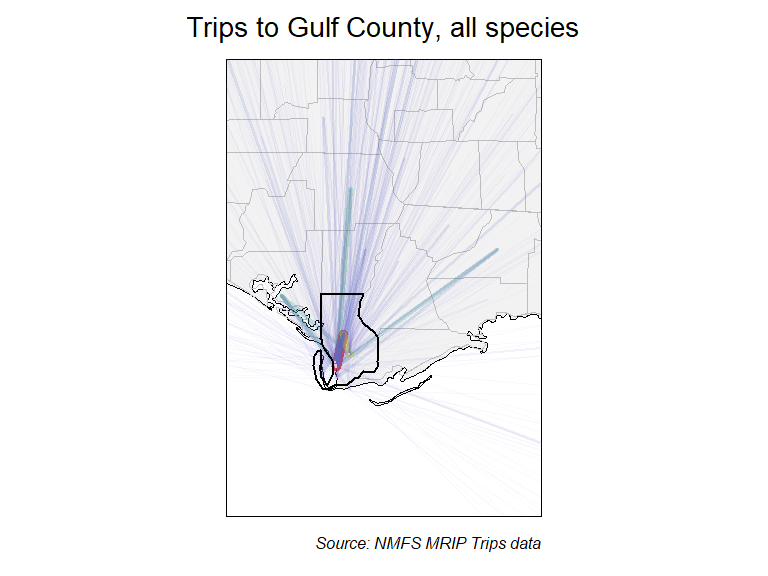 Trips to Gulf County, all species
Source: NMFS MRIP Trips data